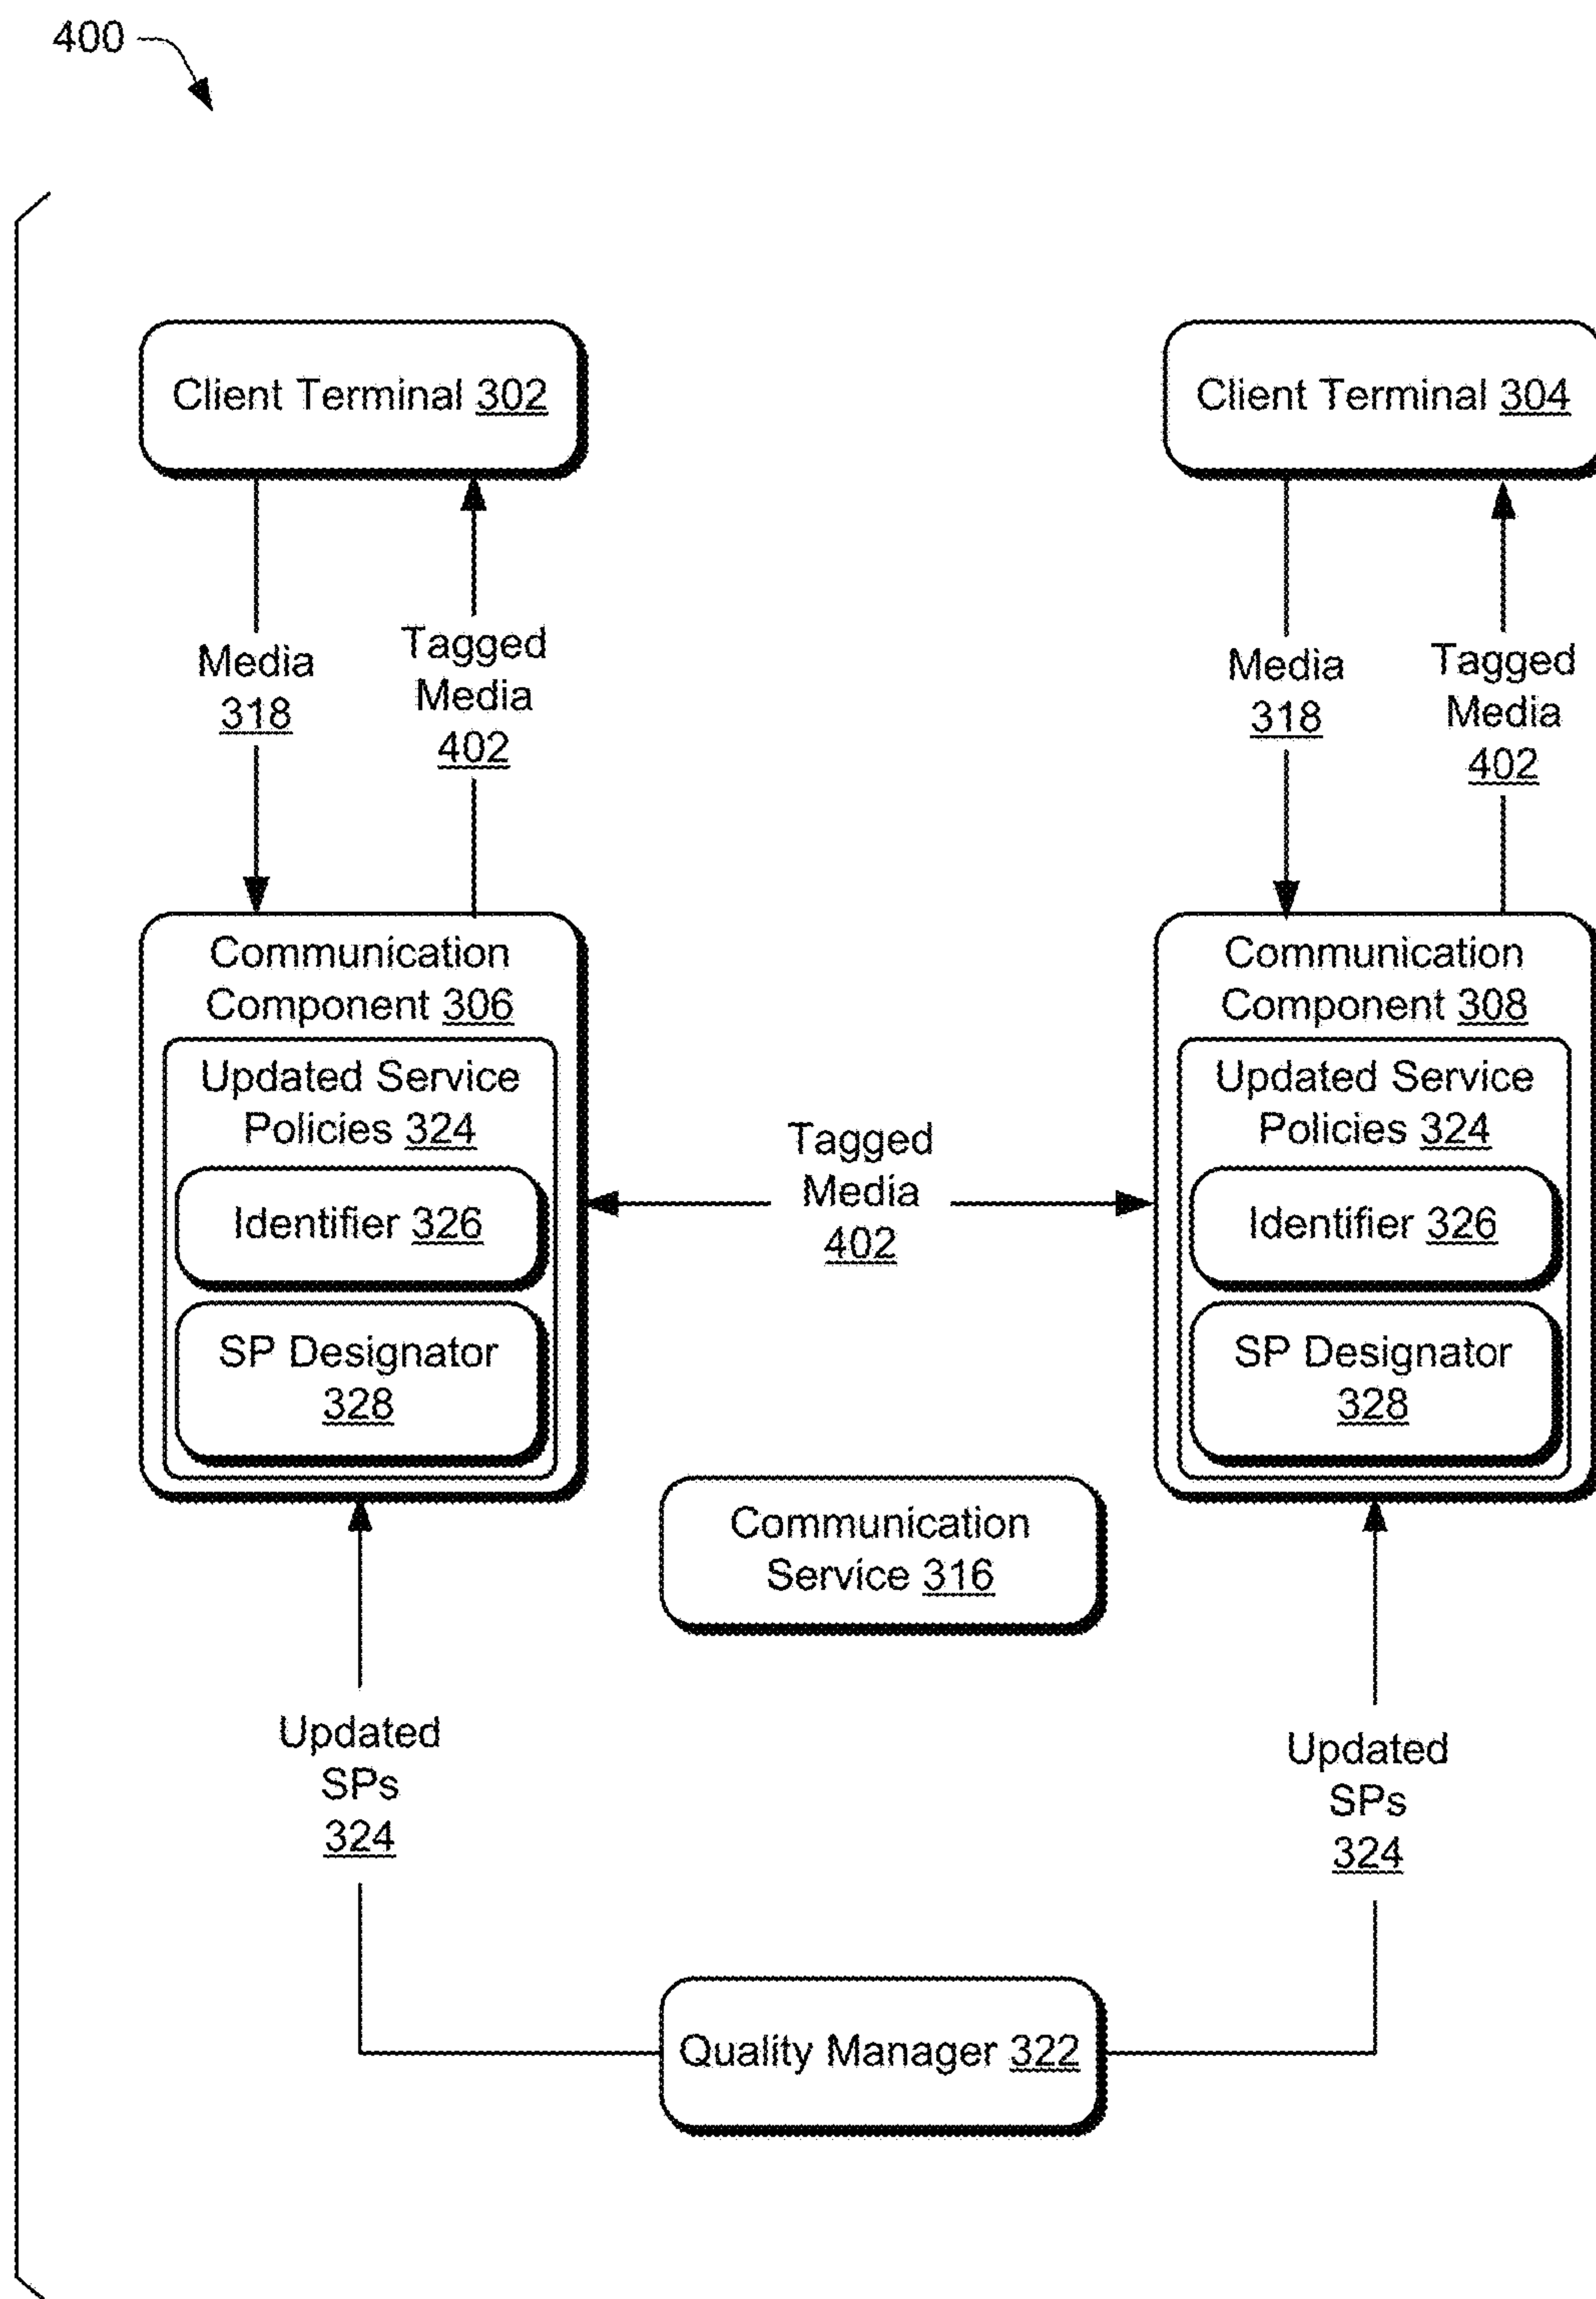 400
Client Terminal 302
Client Terminal 304
Media
318
Tagged
Media
402
Media
318
Tagged
Media
402
Communication
Component 306
Updated Service
Policies 324
Identifier 326
SP Designator
328
Tagged
Media
402
Communication
Component 308
Updated Service
Policies 324
Identifier 326
SP Designator
328
Communication
Service 316
Updated
SPs
324
Updated
SPs
324
Quality Manager 322